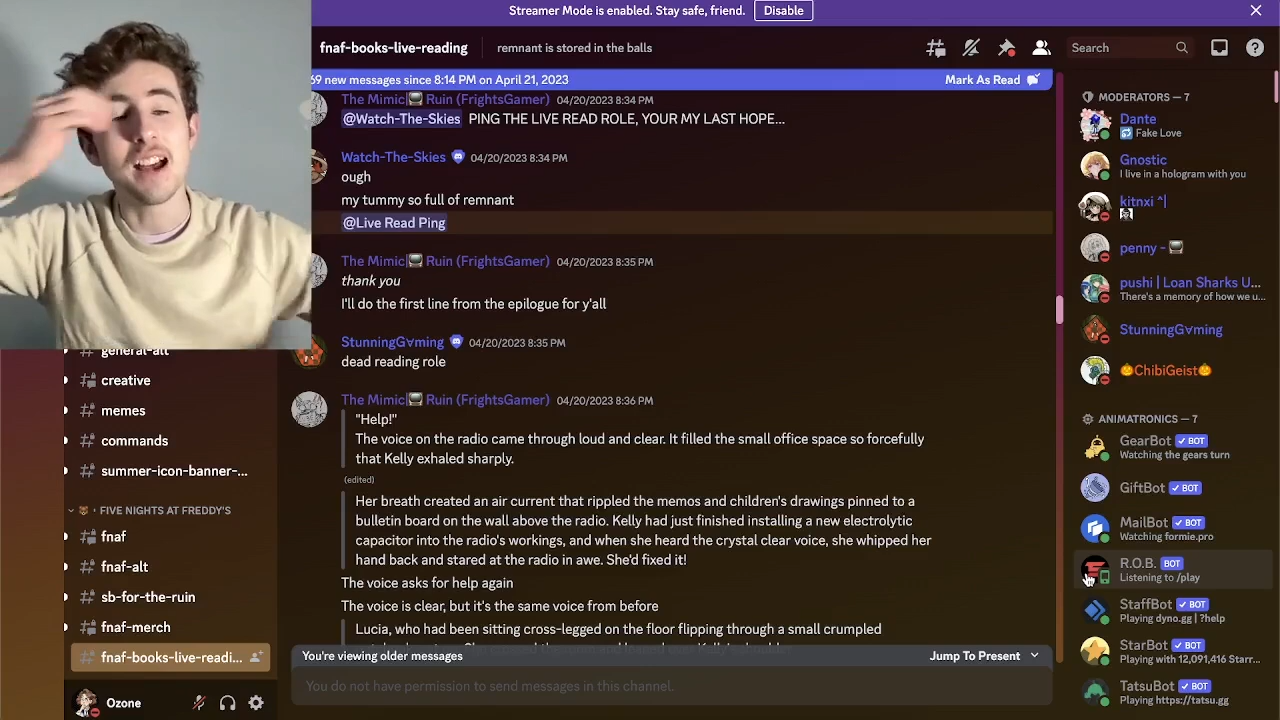 Streamer Mode is enabled. Stay safe, friend.
Disable
fnaf-books-live-reading
remnant is stored in the balls
Search
69 new messages since 8:14 PM on April 21, 2023
Mark As Read
The Mimic| Ruin (FrightsGamer) 04/20/2023 8:34 PM
@Watch-The-Skies PING THE LIVE READ ROLE, YOUR MY LAST HOPE...
Watch-The-Skies 04/20/2023 8:34 PM
ough
my tummy so full of remnant
@Live Read Ping
The Mimic| Ruin (FrightsGamer) 04/20/2023 8:35 PM
thank you
I'll do the first line from the epilogue for y'all
StunningG∀ming 04/20/2023 8:35 PM
dead reading role
The Mimic| Ruin (FrightsGamer) 04/20/2023 8:36 PM
"Help!"
The voice on the radio came through loud and clear. It filled the small office space so forcefully
that Kelly exhaled sharply.
(edited)
Her breath created an air current that rippled the memos and children's drawings pinned to a
bulletin board on the wall above the radio. Kelly had just finished installing a new electrolytic
capacitor into the radio's workings, and when she heard the crystal clear voice, she whipped her
hand back and stared at the radio in awe. She'd fixed it!
The voice asks for help again
The voice is clear, but it's the same voice from before
Lucia, who had been sitting cross-legged on the floor flipping through a small crumpled
You're viewing older messages
Jump To Present
You do not have permission to send messages in this channel.
general-alt
creative
memes
commands
summer-icon-banner-...
FIVE NIGHTS AT FREDDY'S
fnaf
fnaf-alt
sb-for-the-ruin
fnaf-merch
fnaf-books-live-readi...
Ozone
MODERATORS — 7
Dante
Fake Love
Gnostic
I live in a hologram with you
kitnxi ^|
penny -
pushi | Loan Sharks U...
There's a memory of how we u...
StunningG∀ming
🎃ChibiGeist🎃
ANIMATRONICS — 7
GearBot ✓ BOT
Watching the gears turn
GiftBot ✓ BOT
MailBot ✓ BOT
Watching formie.pro
R.O.B. BOT
Listening to /play
StaffBot ✓ BOT
Playing dyno.gg | ?help
StarBot ✓ BOT
Playing with 12,091,416 Starr...
TatsuBot ✓ BOT
Playing https://tatsu.gg